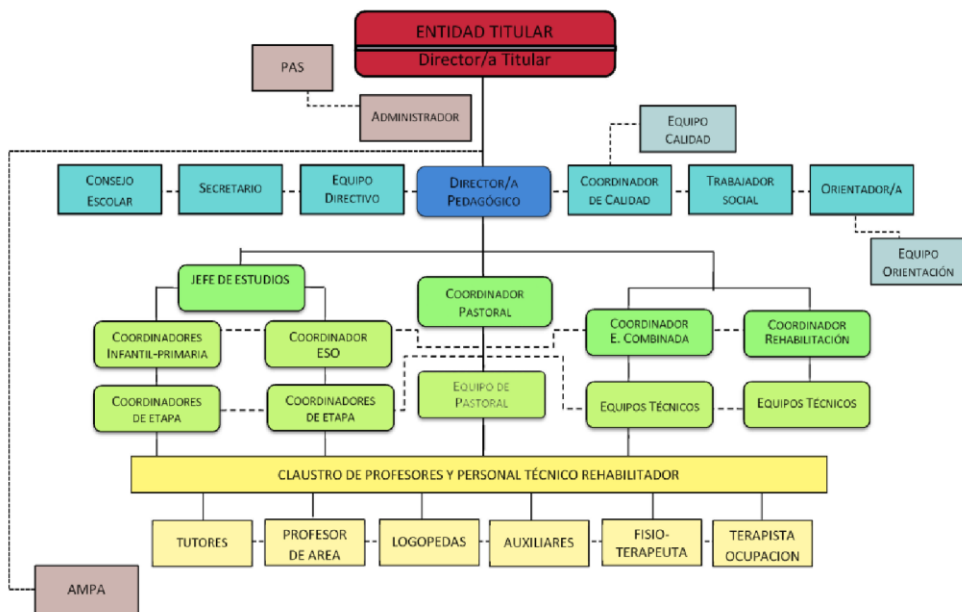 ENTIDAD TITULAR
Director/a Titular
PAS
ADMINISTRADOR
EQUIPO
CALIDAD
CONSEJO
ESCOLAR
SECRETARIO
EQUIPO
DIRECTIVO
DIRECTOR/A
PEDAGÓGICO
COORDINADOR
DE CALIDAD
TRABAJADOR
SOCIAL
ORIENTADOR/A
EQUIPO
ORIENTACIÓN
JEFE DE ESTUDIOS
COORDINADOR
PASTORAL
COORDINADORES
INFANTIL-PRIMARIA
COORDINADOR
ESO
COORDINADOR
E. COMBINADA
COORDINADOR
REHABILITACIÓN
COORDINADORES
DE ETAPA
COORDINADORES
DE ETAPA
EQUIPO DE
PASTORAL
EQUIPOS TÉCNICOS
EQUIPOS TÉCNICOS
CLAUSTRO DE PROFESORES Y PERSONAL TÉCNICO REHABILITADOR
TUTORES
PROFESOR
DE AREA
LOGOPEDAS
AUXILIARES
FISIO-
TERAPEUTA
TERAPISTA
OCUPACION
AMPA